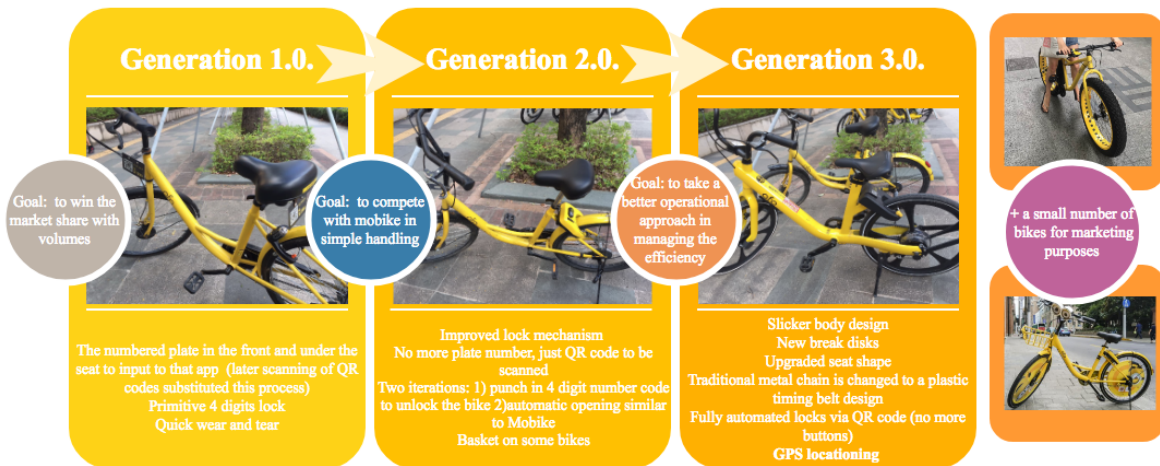 Generation 1.0.
Goal:  to win the
market share with
volumes
The numbered plate in the front and under the
seat to input to that app  (later scanning of QR
codes substituted this process)
Primitive 4 digits lock
Quick wear and tear
Generation 2.0.
Goal:  to compete
with mobike in
simple handling
Improved lock mechanism
No more plate number, just QR code to be
scanned
Two iterations: 1) punch in 4 digit number code
to unlock the bike 2)automatic opening similar
to Mobike
Basket on some bikes
Generation 3.0.
Goal: to take a
better operational
approach in
managing the
efficiency
ofo
Slicker body design
New break disks
Upgraded seat shape
Traditional metal chain is changed to a plastic
timing belt design
Fully automated locks via QR code (no more
buttons)
GPS locationing
+ a small number of
bikes for marketing
purposes